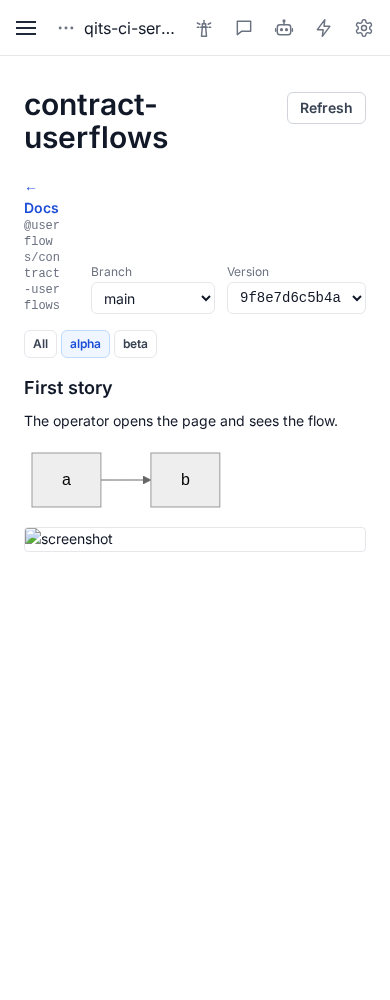 qits-ci-ser...
contract-
userflows
Refresh
←
Docs
@user
flow
s/con
tract
-user
flows
Branch
main
Version
9f8e7d6c5b4a
All
alpha
beta
First story
The operator opens the page and sees the flow.
a
b
screenshot